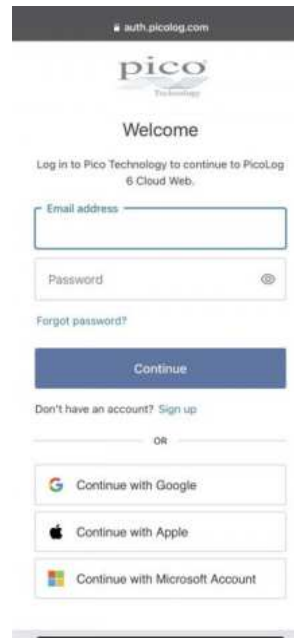 auth.picolog.com
pico
Technology
Welcome
Log in to Pico Technology to continue to PicoLog
6 Cloud Web.
Email address
Password
Forgot password?
Continue
Don't have an account? Sign up
OR
Continue with Google
Continue with Apple
Continue with Microsoft Account